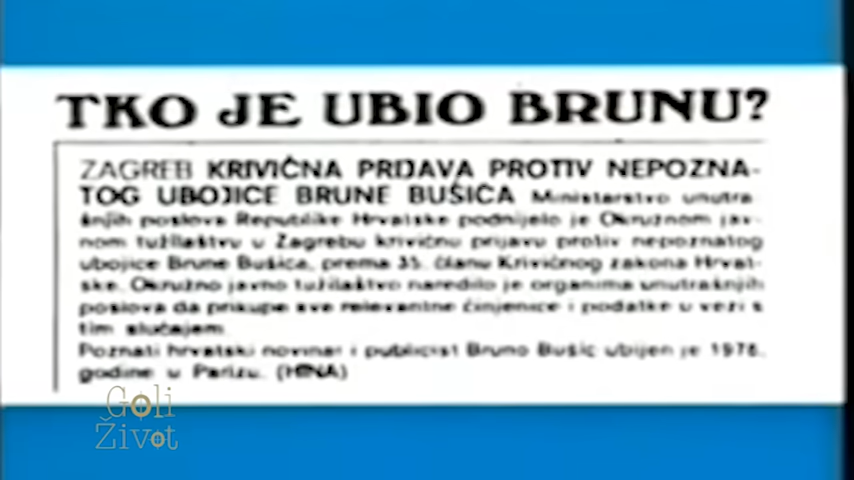 TKO JE UBIO BRUNU?
ZAGREB KRIVIČNA PRIJAVA PROTIV NEPOZNA-
TOG UBOJICE BRUNE BUŠIĆA Ministarstvo unutra-
šnjih poslova Republike Hrvatske podnijelo je Okružnom jav-
nom tužilaštvu u Zagrebu krivičnu prijavu protiv nepoznatog
ubojice Brune Bušića, prema 35. članu Krivičnog zakona Hrvat-
ske. Okružno javno tužilaštvo naredilo je organima unutrašnjih
poslova da prikupe sve relevantne činjenice i podatke u vezi s
tim slučajem.
Poznati hrvatski novinar i publicist Bruno Bušić ubijen je 1978.
godine u Parizu. (HINA)
Goli
Život